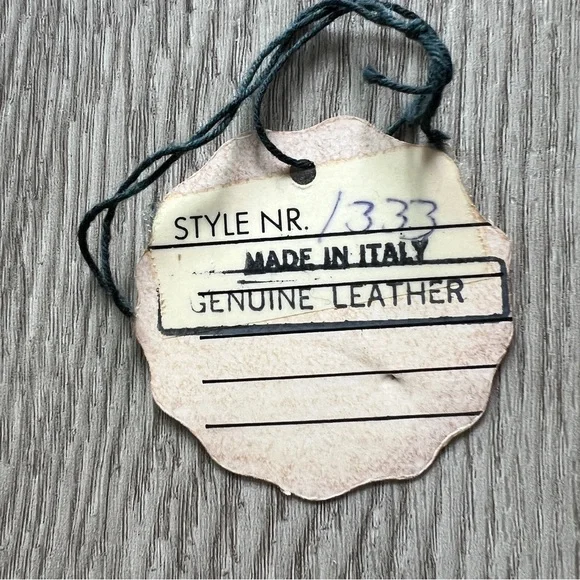 STYLE NR. 1333
MADE IN ITALY
GENUINE LEATHER